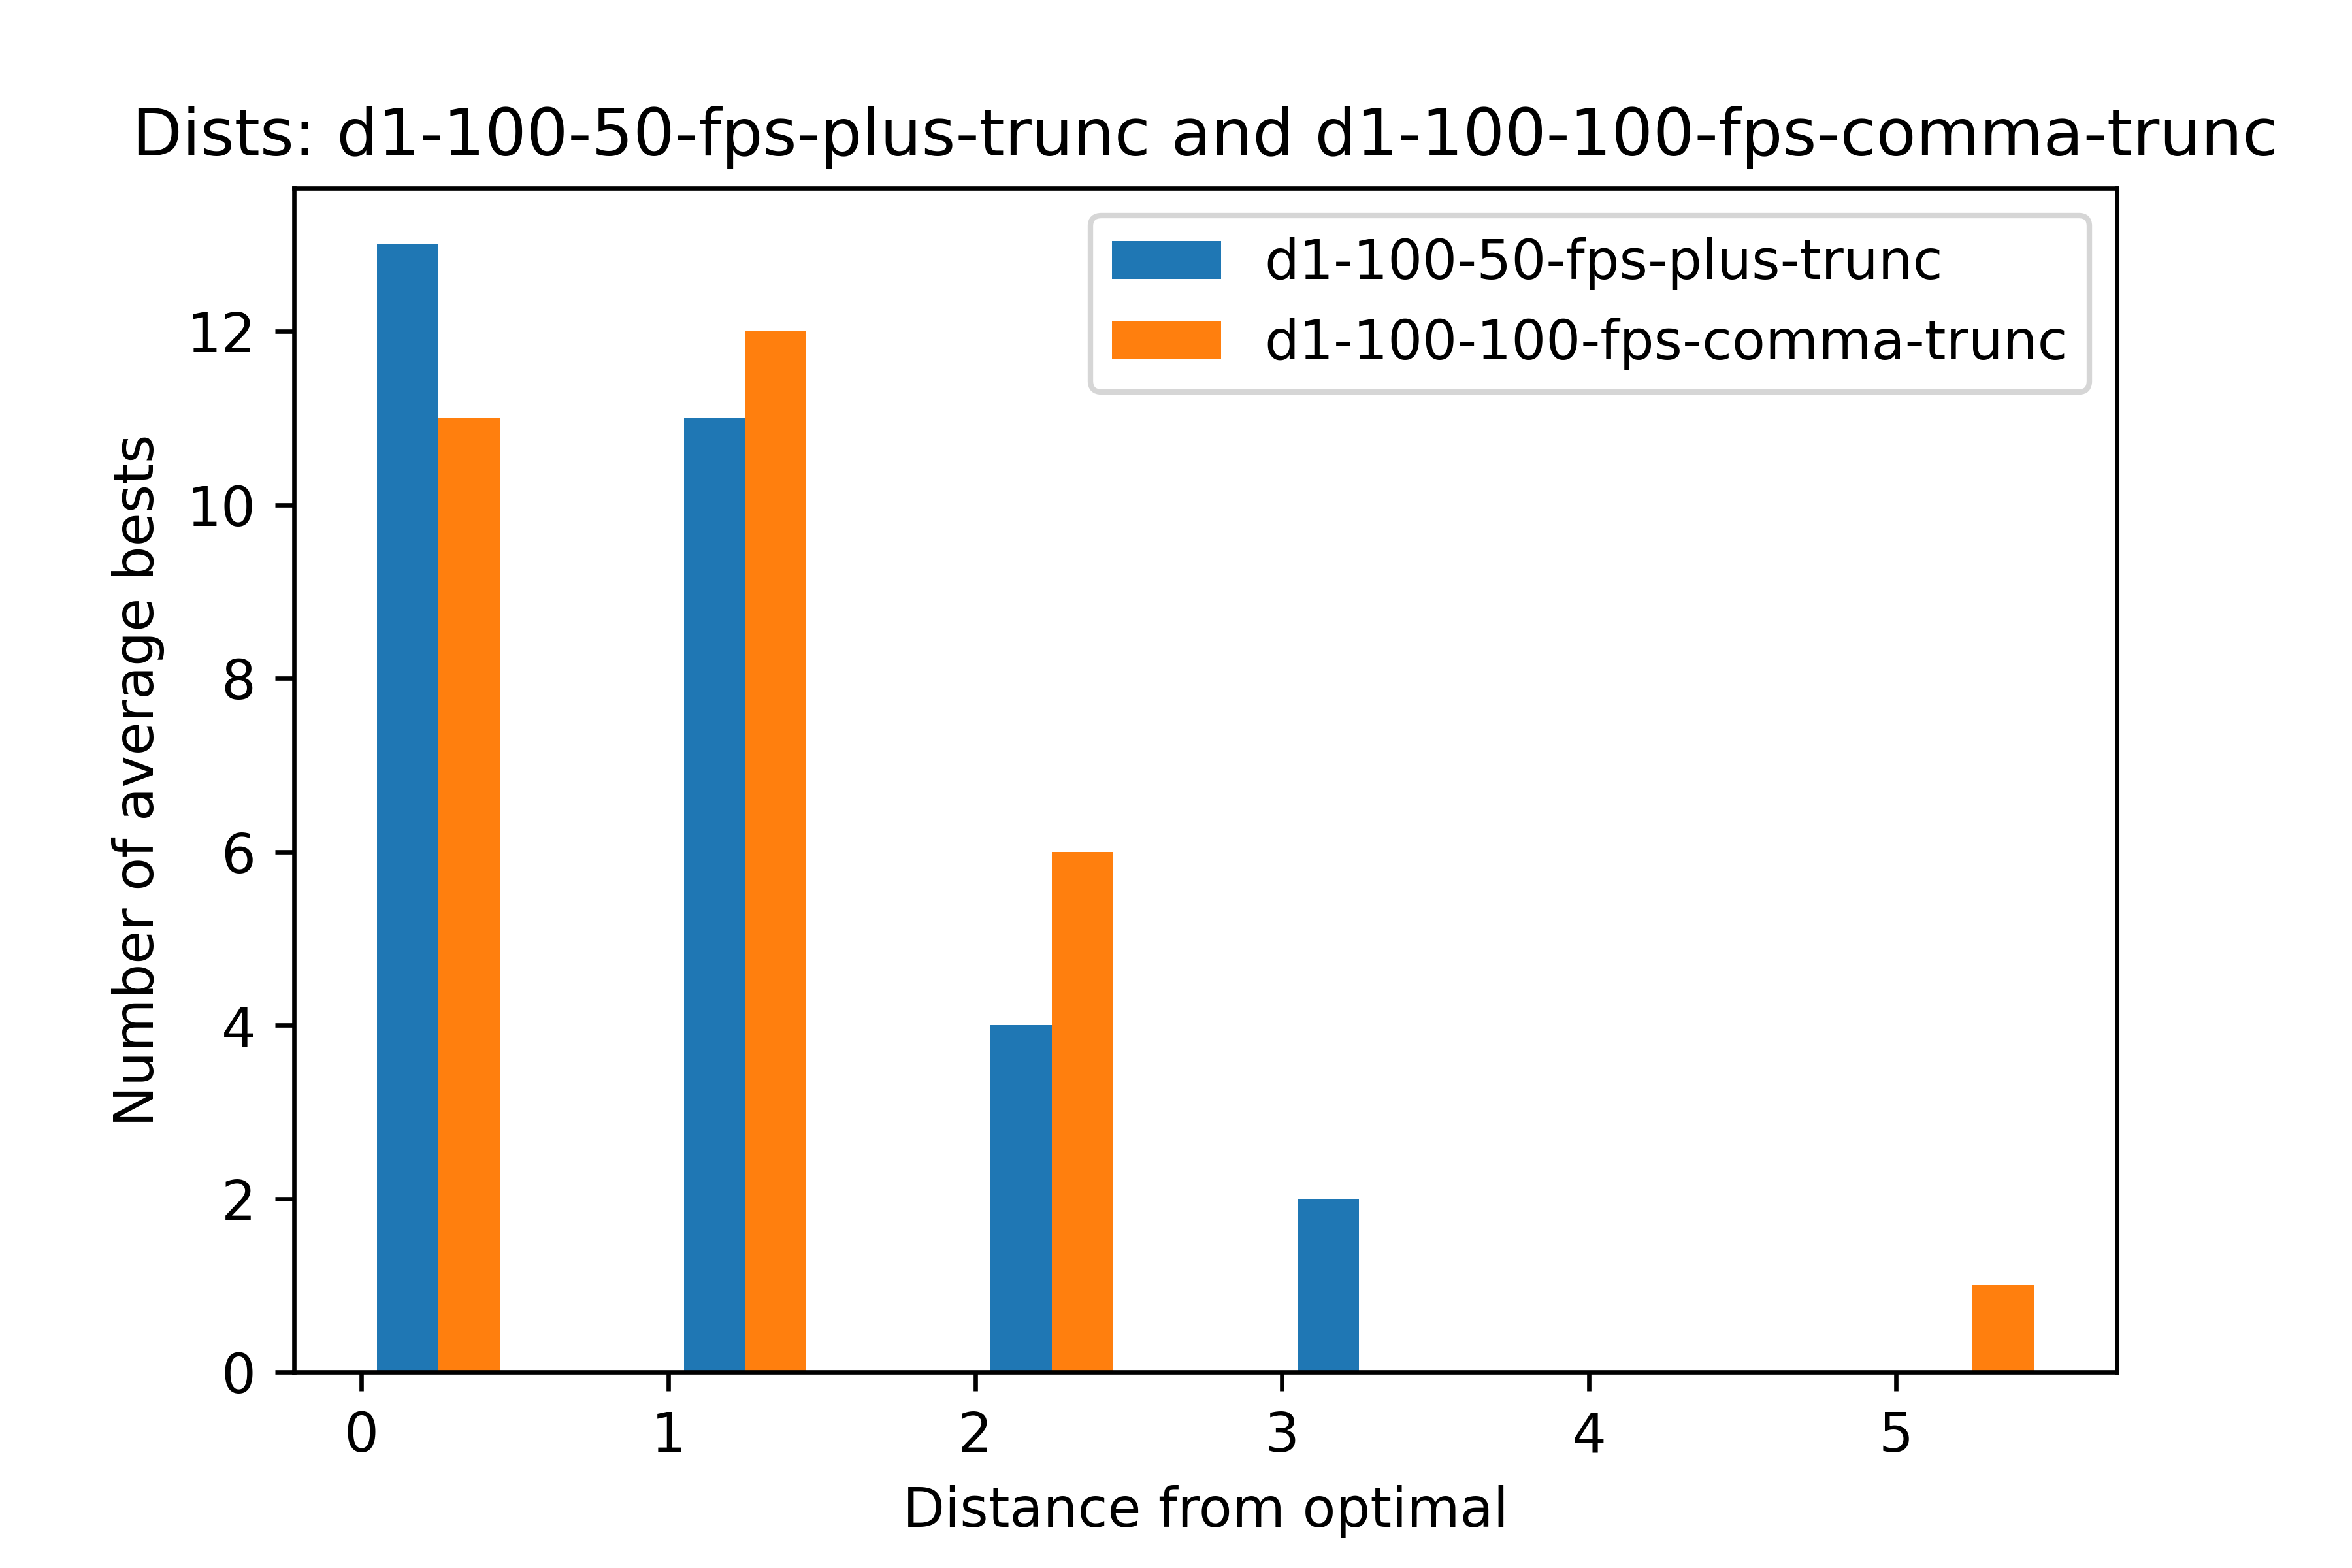 Dists: d1-100-50-fps-plus-trunc and d1-100-100-fps-comma-trunc
d1-100-50-fps-plus-trunc
d1-100-100-fps-comma-trunc
Number of average bests
12
10
8
6
4
2
0
0 1 2 3 4 5
Distance from optimal